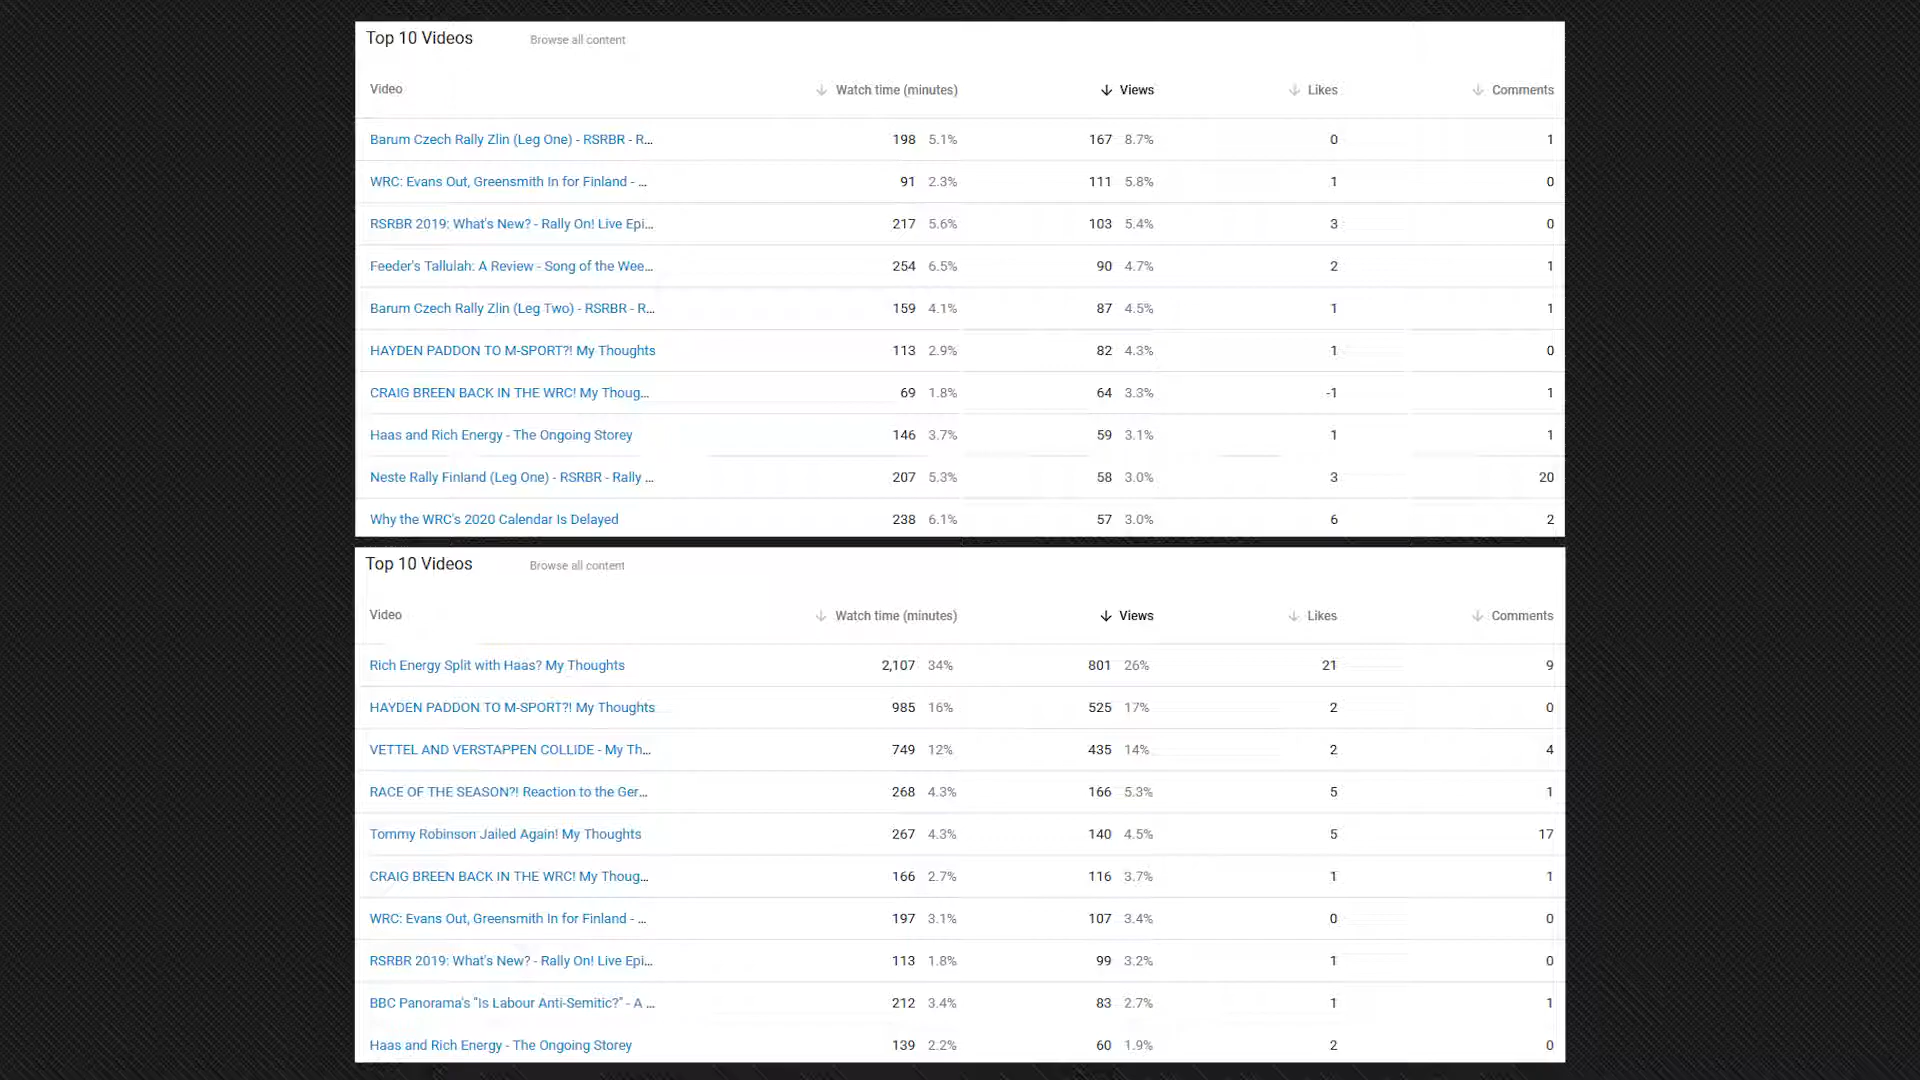 Top 10 Videos Browse all content
Video Watch time (minutes) Views Likes Comments
Barum Czech Rally Zlin (Leg One) - RSRBR - R... 198 5.1% 167 8.7% 0 1
WRC: Evans Out, Greensmith In for Finland - ... 91 2.3% 111 5.8% 1 0
RSRBR 2019: What's New? - Rally On! Live Epi... 217 5.6% 103 5.4% 3 0
Feeder's Tallulah: A Review - Song of the Wee... 254 6.5% 90 4.7% 2 1
Barum Czech Rally Zlin (Leg Two) - RSRBR - R... 159 4.1% 87 4.5% 1 1
HAYDEN PADDON TO M-SPORT?! My Thoughts 113 2.9% 82 4.3% 1 0
CRAIG BREEN BACK IN THE WRC! My Thoug... 69 1.8% 64 3.3% -1 1
Haas and Rich Energy - The Ongoing Storey 146 3.7% 59 3.1% 1 1
Neste Rally Finland (Leg One) - RSRBR - Rally ... 207 5.3% 58 3.0% 3 20
Why the WRC's 2020 Calendar Is Delayed 238 6.1% 57 3.0% 6 2
Top 10 Videos Browse all content
Video Watch time (minutes) Views Likes Comments
Rich Energy Split with Haas? My Thoughts 2,107 34% 801 26% 21 9
HAYDEN PADDON TO M-SPORT?! My Thoughts 985 16% 525 17% 2 0
VETTEL AND VERSTAPPEN COLLIDE - My Th... 749 12% 435 14% 2 4
RACE OF THE SEASON?! Reaction to the Ger... 268 4.3% 166 5.3% 5 1
Tommy Robinson Jailed Again! My Thoughts 267 4.3% 140 4.5% 5 17
CRAIG BREEN BACK IN THE WRC! My Thoug... 166 2.7% 116 3.7% 1 1
WRC: Evans Out, Greensmith In for Finland - ... 197 3.1% 107 3.4% 0 0
RSRBR 2019: What's New? - Rally On! Live Epi... 113 1.8% 99 3.2% 1 0
BBC Panorama's "Is Labour Anti-Semitic?" - A ... 212 3.4% 83 2.7% 1 1
Haas and Rich Energy - The Ongoing Storey 139 2.2% 60 1.9% 2 0